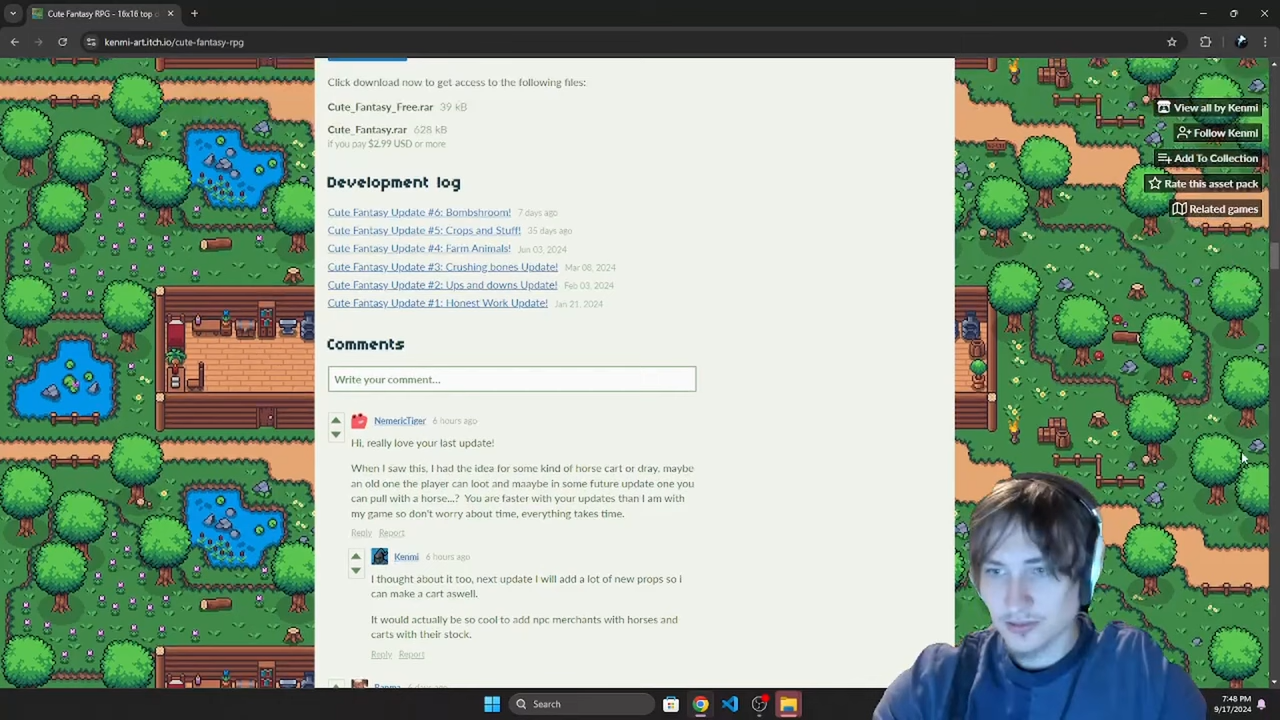 Cute Fantasy RPG - 16x16 top
kenmi-art.itch.io/cute-fantasy-rpg
View all by Kenmi
Follow Kenmi
Add To Collection
Rate this asset pack
Related games
Click download now to get access to the following files:
Cute_Fantasy_Free.rar 39 kB
Cute_Fantasy.rar 628 kB
if you pay $2.99 USD or more
Development log
Cute Fantasy Update #6: Bombshroom! 7 days ago
Cute Fantasy Update #5: Crops and Stuff! 35 days ago
Cute Fantasy Update #4: Farm Animals! Jun 03, 2024
Cute Fantasy Update #3: Crushing bones Update! Mar 08, 2024
Cute Fantasy Update #2: Ups and downs Update! Feb 03, 2024
Cute Fantasy Update #1: Honest Work Update! Jan 21, 2024
Comments
Write your comment...
NemericTiger 6 hours ago
Hi, really love your last update!
When I saw this, I had the idea for some kind of horse cart or dray, maybe
an old one the player can loot and maaybe in some future update one you
can pull with a horse...? You are faster with your updates than I am with
my game so don't worry about time, everything takes time.
Reply Report
Kenmi 6 hours ago
I thought about it too, next update I will add a lot of new props so i
can make a cart aswell.
It would actually be so cool to add npc merchants with horses and
carts with their stock.
Reply Report
Search
7:48 PM
9/17/2024